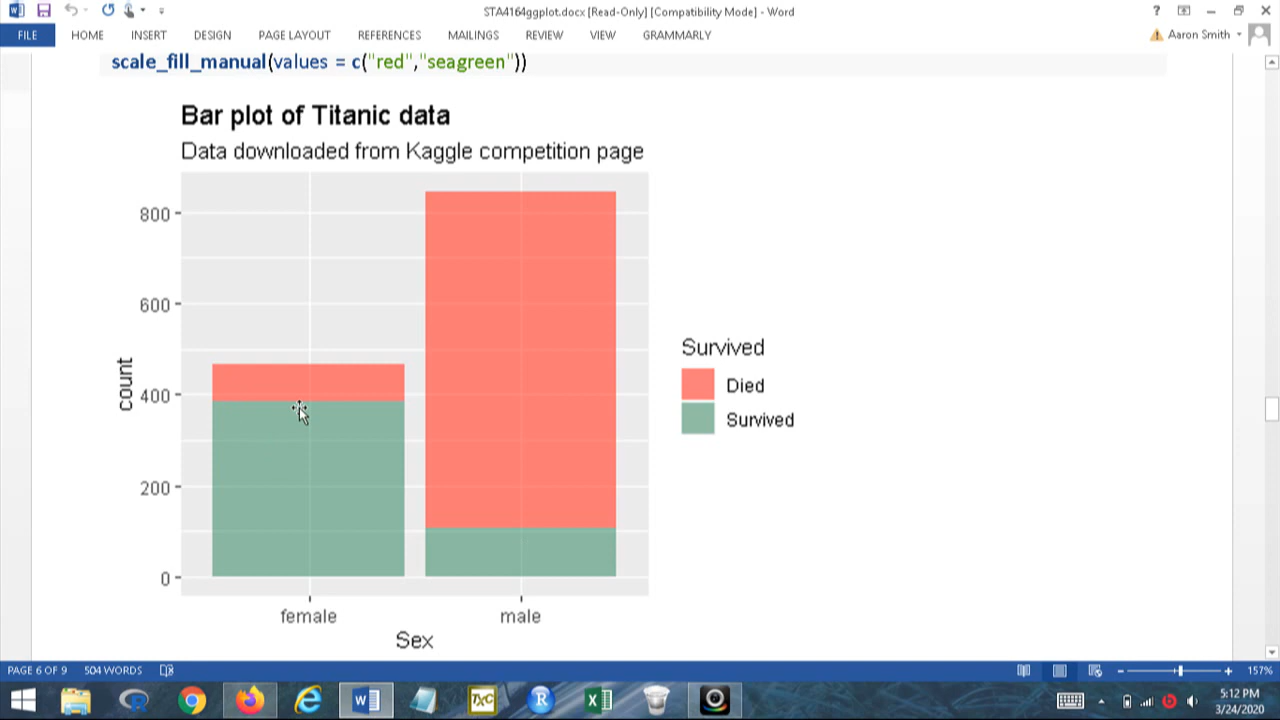 STA4164ggplot.docx [Read-Only] [Compatibility Mode] - Word
?
FILE HOME INSERT DESIGN PAGE LAYOUT REFERENCES MAILINGS REVIEW VIEW GRAMMARLY Aaron Smith
scale_fill_manual(values = c("red","seagreen"))
Bar plot of Titanic data
Data downloaded from Kaggle competition page
800
600
400
200
0
count
female male
Sex
Survived
Died
Survived
PAGE 6 OF 9 504 WORDS 157%
TXC
5:12 PM
3/24/2020